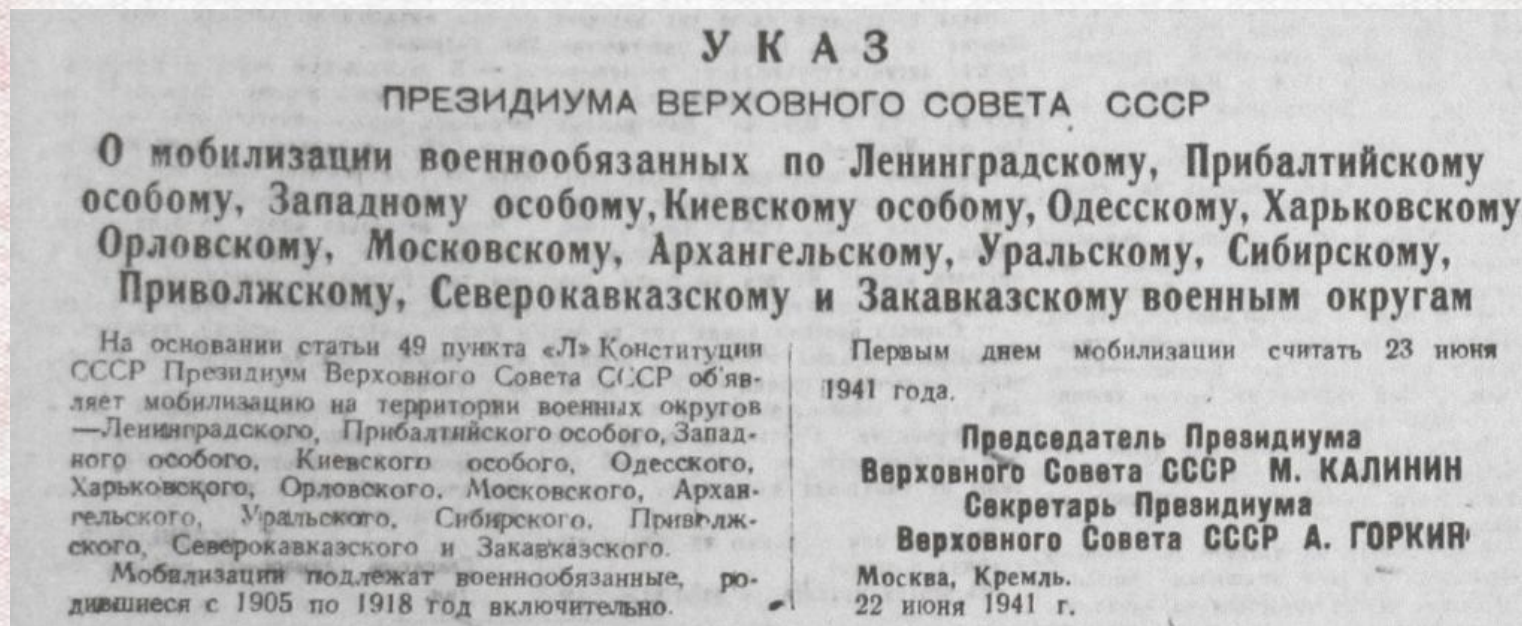 УКАЗ
ПРЕЗИДИУМА ВЕРХОВНОГО СОВЕТА СССР
О мобилизации военнообязанных по Ленинградскому, Прибалтийскому
особому, Западному особому, Киевскому особому, Одесскому, Харьковскому
Орловскому, Московскому, Архангельскому, Уральскому, Сибирскому,
Приволжскому, Северокавказскому и Закавказскому военным округам
На основании статьи 49 пункта «Л» Конституции
СССР Президиум Верховного Совета СССР об'яв-
ляет мобилизацию на территории военных округов
—Ленинградского, Прибалтийского особого, Запад-
ного особого, Киевского особого, Одесского,
Харьковского, Орловского, Московского, Архан-
гельского, Уральского, Сибирского, Приволж-
ского, Северокавказского и Закавказского.
Мобилизации подлежат военнообязанные, ро-
дившиеся с 1905 по 1918 год включительно.
Первым днем мобилизации считать 23 июня
1941 года.
Председатель Президиума
Верховного Совета СССР М. КАЛИНИН
Секретарь Президиума
Верховного Совета СССР А. ГОРКИН
Москва, Кремль.
22 июня 1941 г.